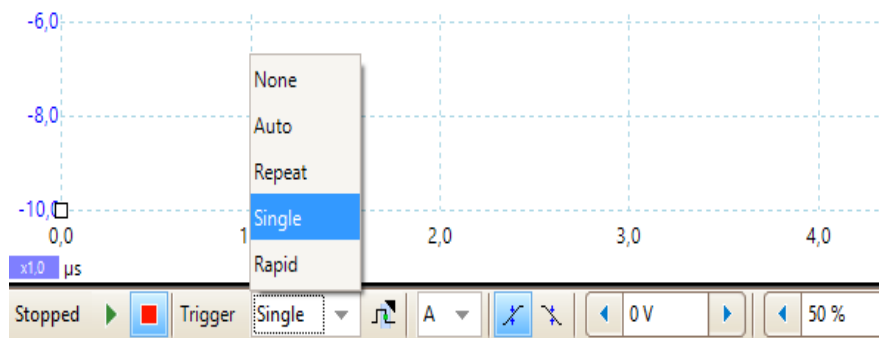 -6,0
None
-8,0
Auto
Repeat
-10,0
Single
0,0 1 2,0 3,0 4,0
Rapid
x1,0 µs
Stopped Trigger Single A 0 V 50 %